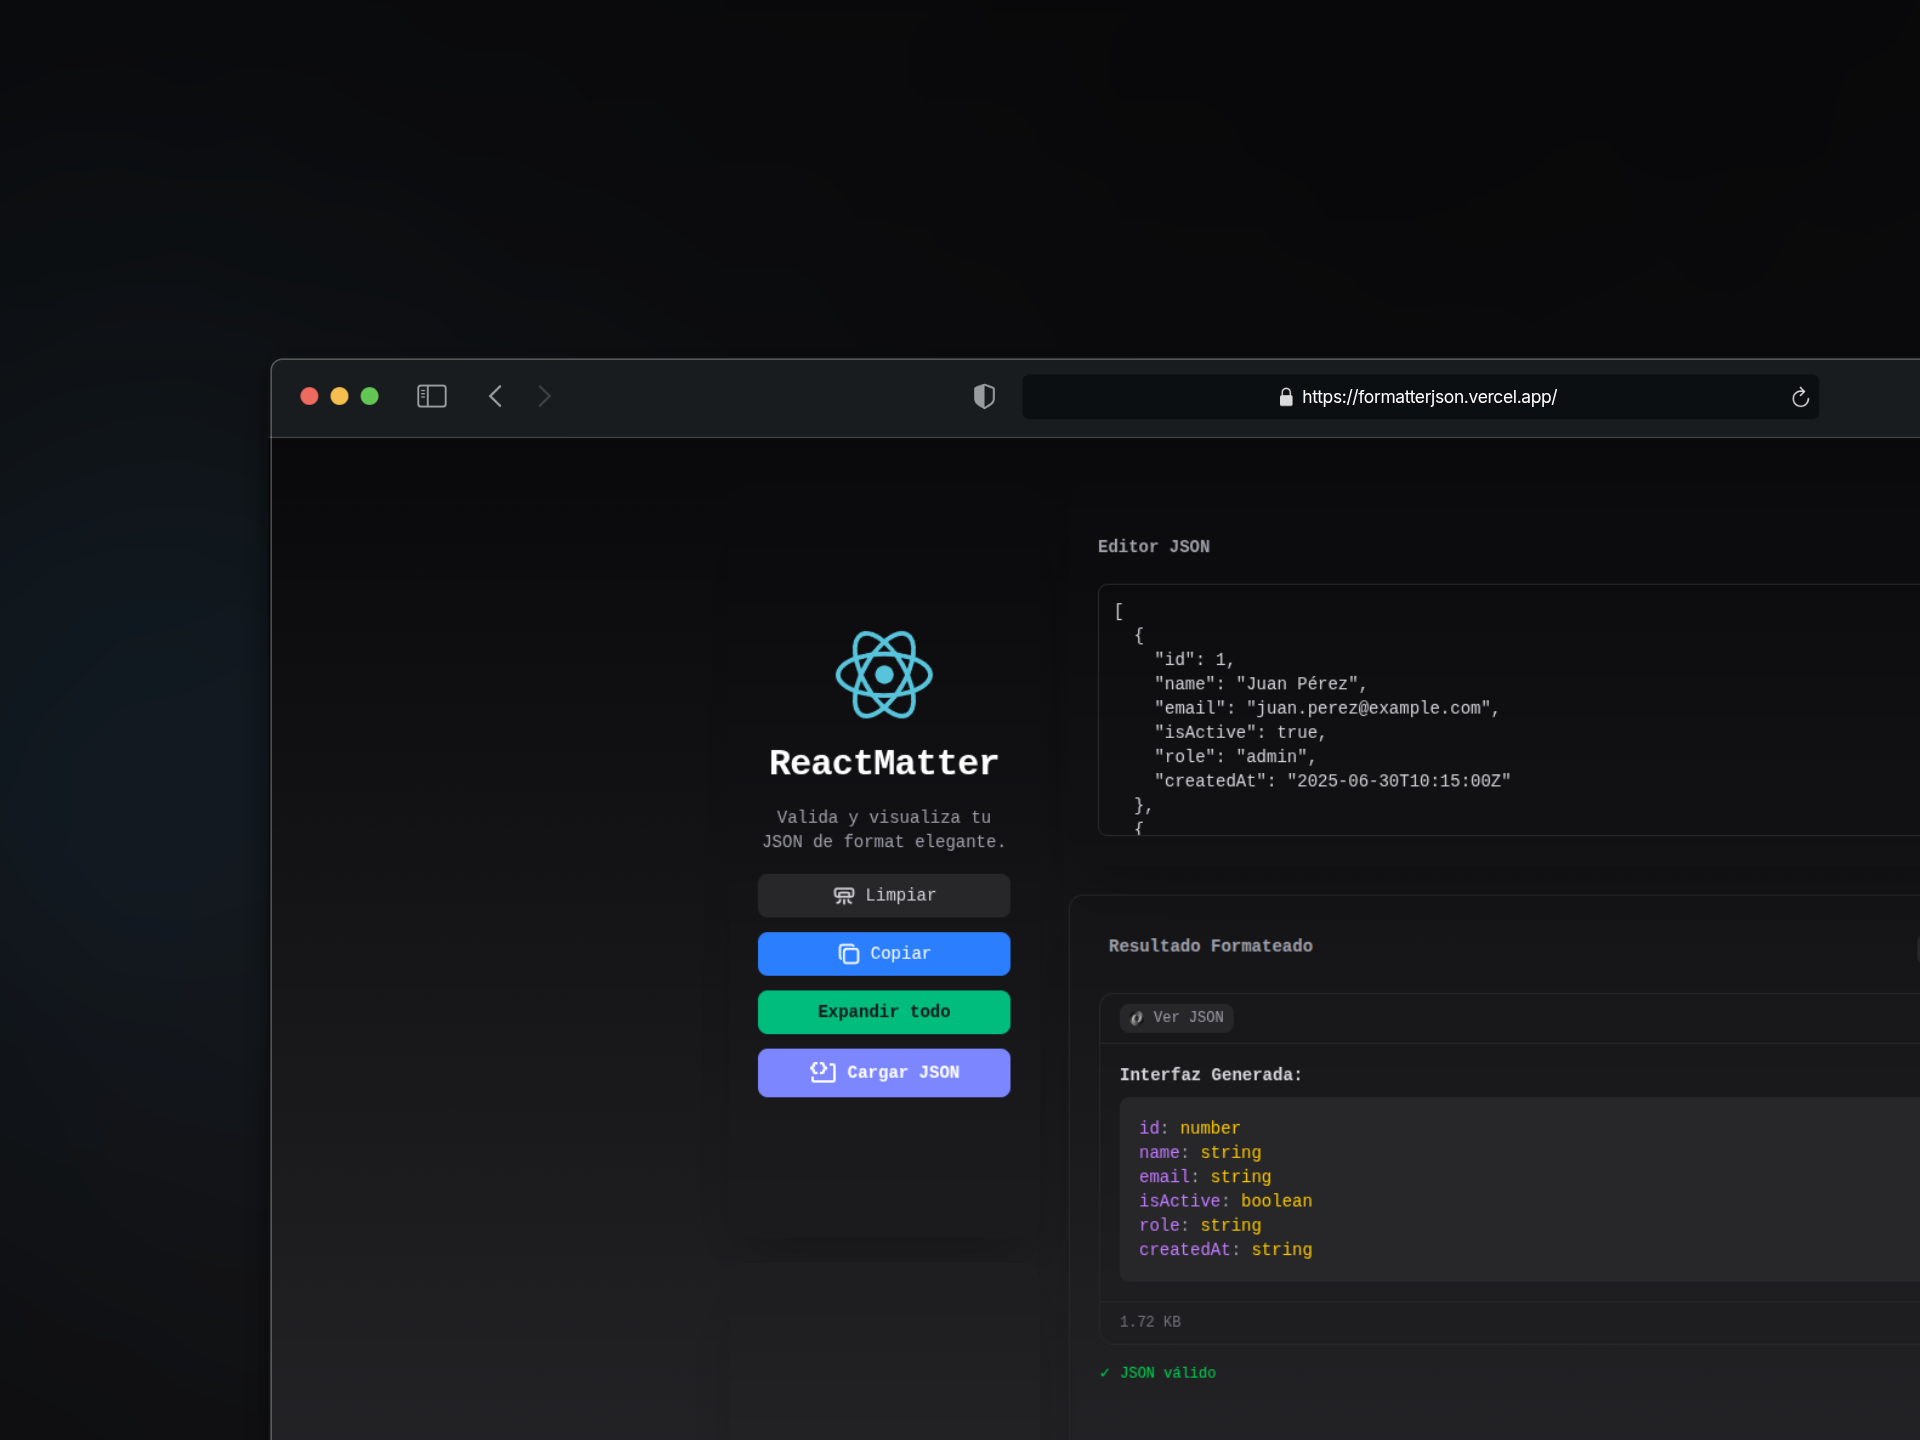 https://formatterjson.vercel.app/
ReactMatter
Valida y visualiza tu
JSON de format elegante.
Limpiar
Copiar
Expandir todo
Cargar JSON
Editor JSON
[
{
"id": 1,
"name": "Juan Pérez",
"email": "juan.perez@example.com",
"isActive": true,
"role": "admin",
"createdAt": "2025-06-30T10:15:00Z"
},
{
Resultado Formateado
Ver JSON
Interfaz Generada:
id: number
name: string
email: string
isActive: boolean
role: string
createdAt: string
1.72 KB
✓ JSON válido